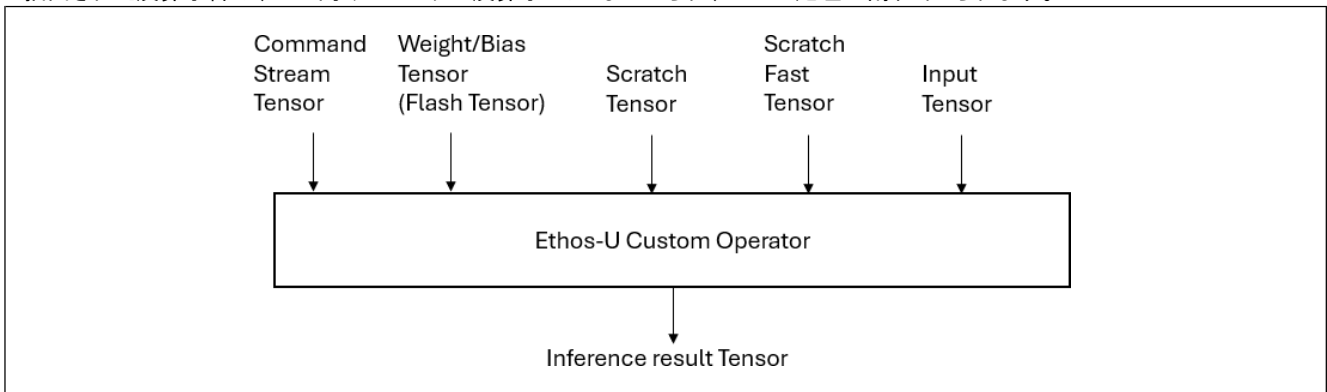 Command
Stream
Tensor
Weight/Bias
Tensor
(Flash Tensor)
Scratch
Tensor
Scratch
Fast
Tensor
Input
Tensor
Ethos-U Custom Operator
Inference result Tensor